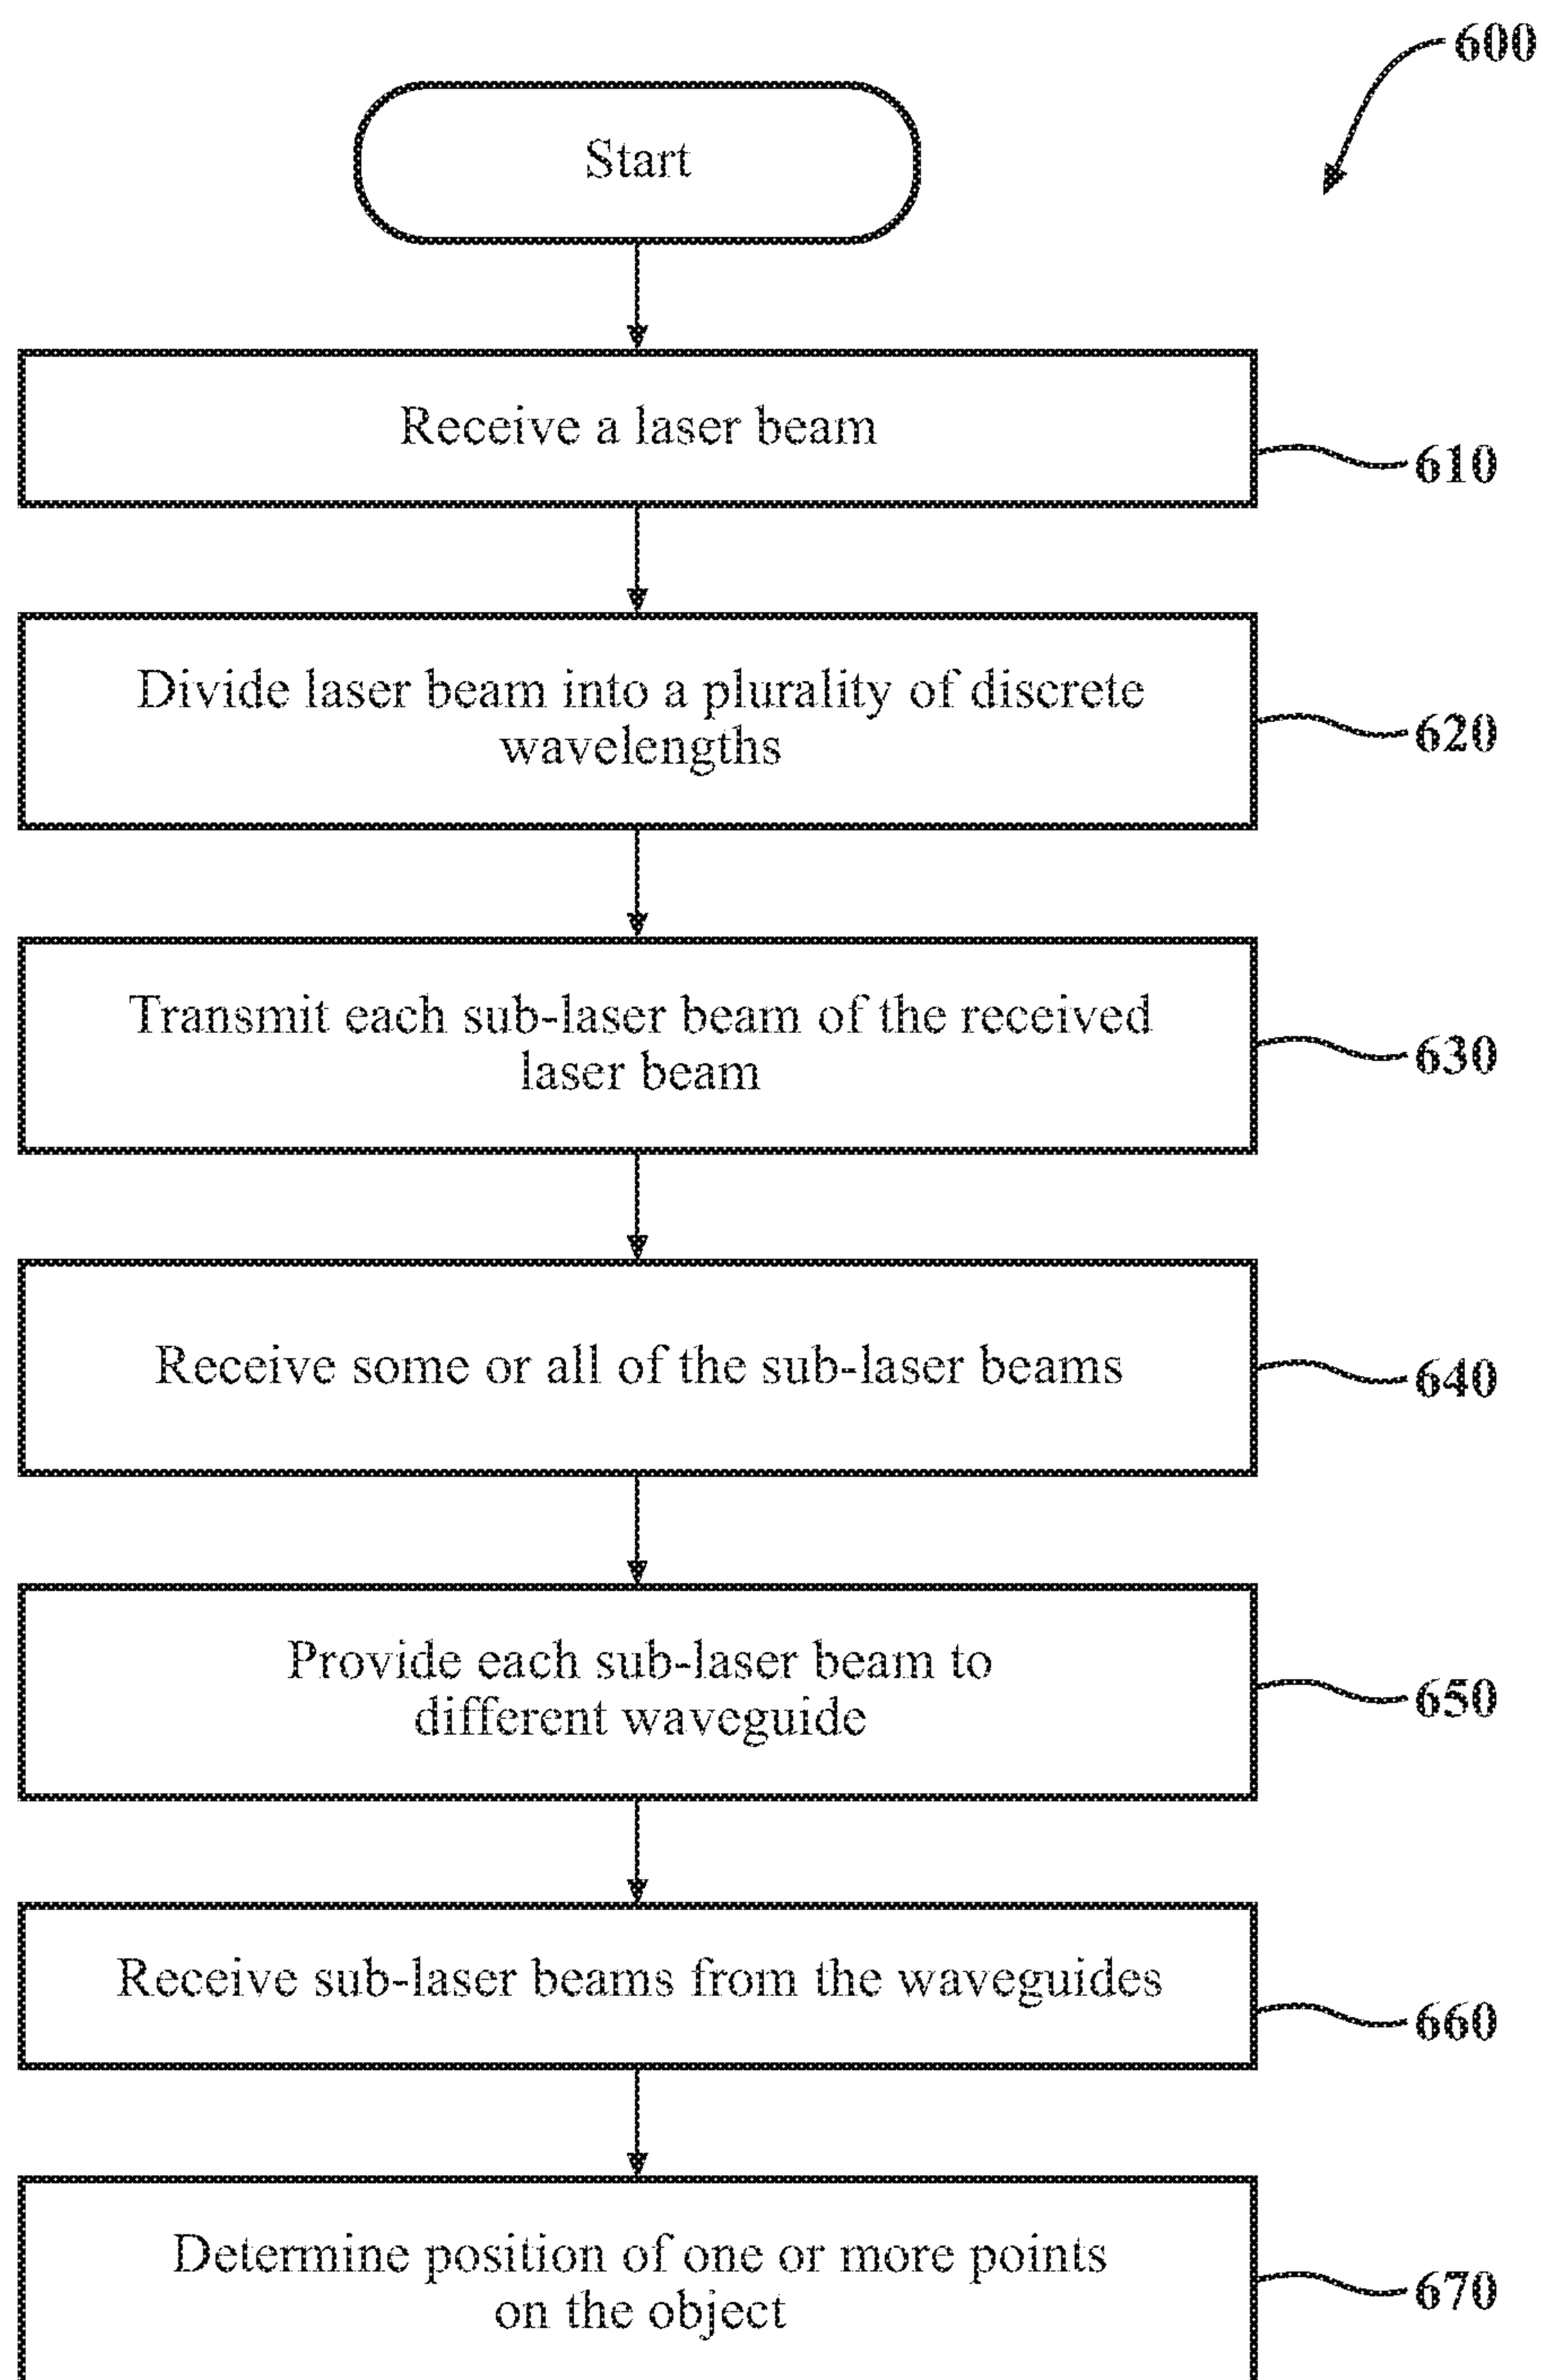 600
Start
Receive a laser beam
610
Divide laser beam into a plurality of discrete
wavelengths
620
Transmit each sub-laser beam of the received
laser beam
630
Receive some or all of the sub-laser beams
640
Provide each sub-laser beam to
different waveguide
650
Receive sub-laser beams from the waveguides
660
Determine position of one or more points
on the object
670